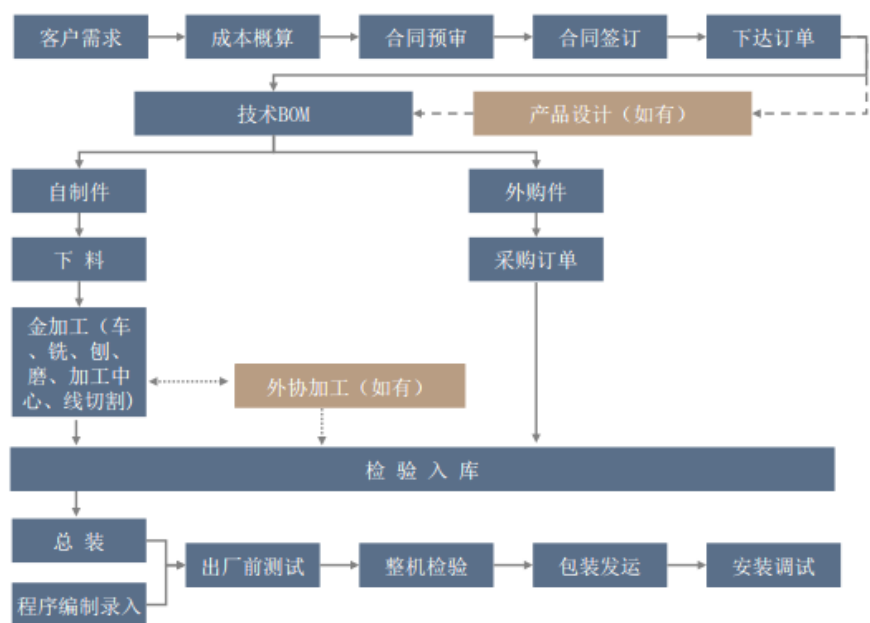 客户需求
成本概算
合同预审
合同签订
下达订单
技术BOM
产品设计（如有）
自制件
外购件
下 料
采购订单
金加工（车
、铣、刨、
磨、加工中
心、线切割)
外协加工（如有）
检 验 入 库
总 装
出厂前测试
整机检验
包装发运
安装调试
程序编制录入